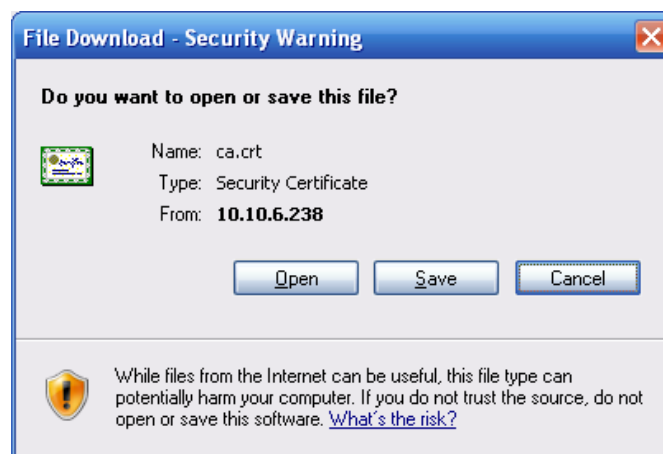 File Download - Security Warning
Do you want to open or save this file?
Name: ca.crt
Type: Security Certificate
From: 10.10.6.238
Open Save Cancel
While files from the Internet can be useful, this file type can
potentially harm your computer. If you do not trust the source, do not
open or save this software. What's the risk?